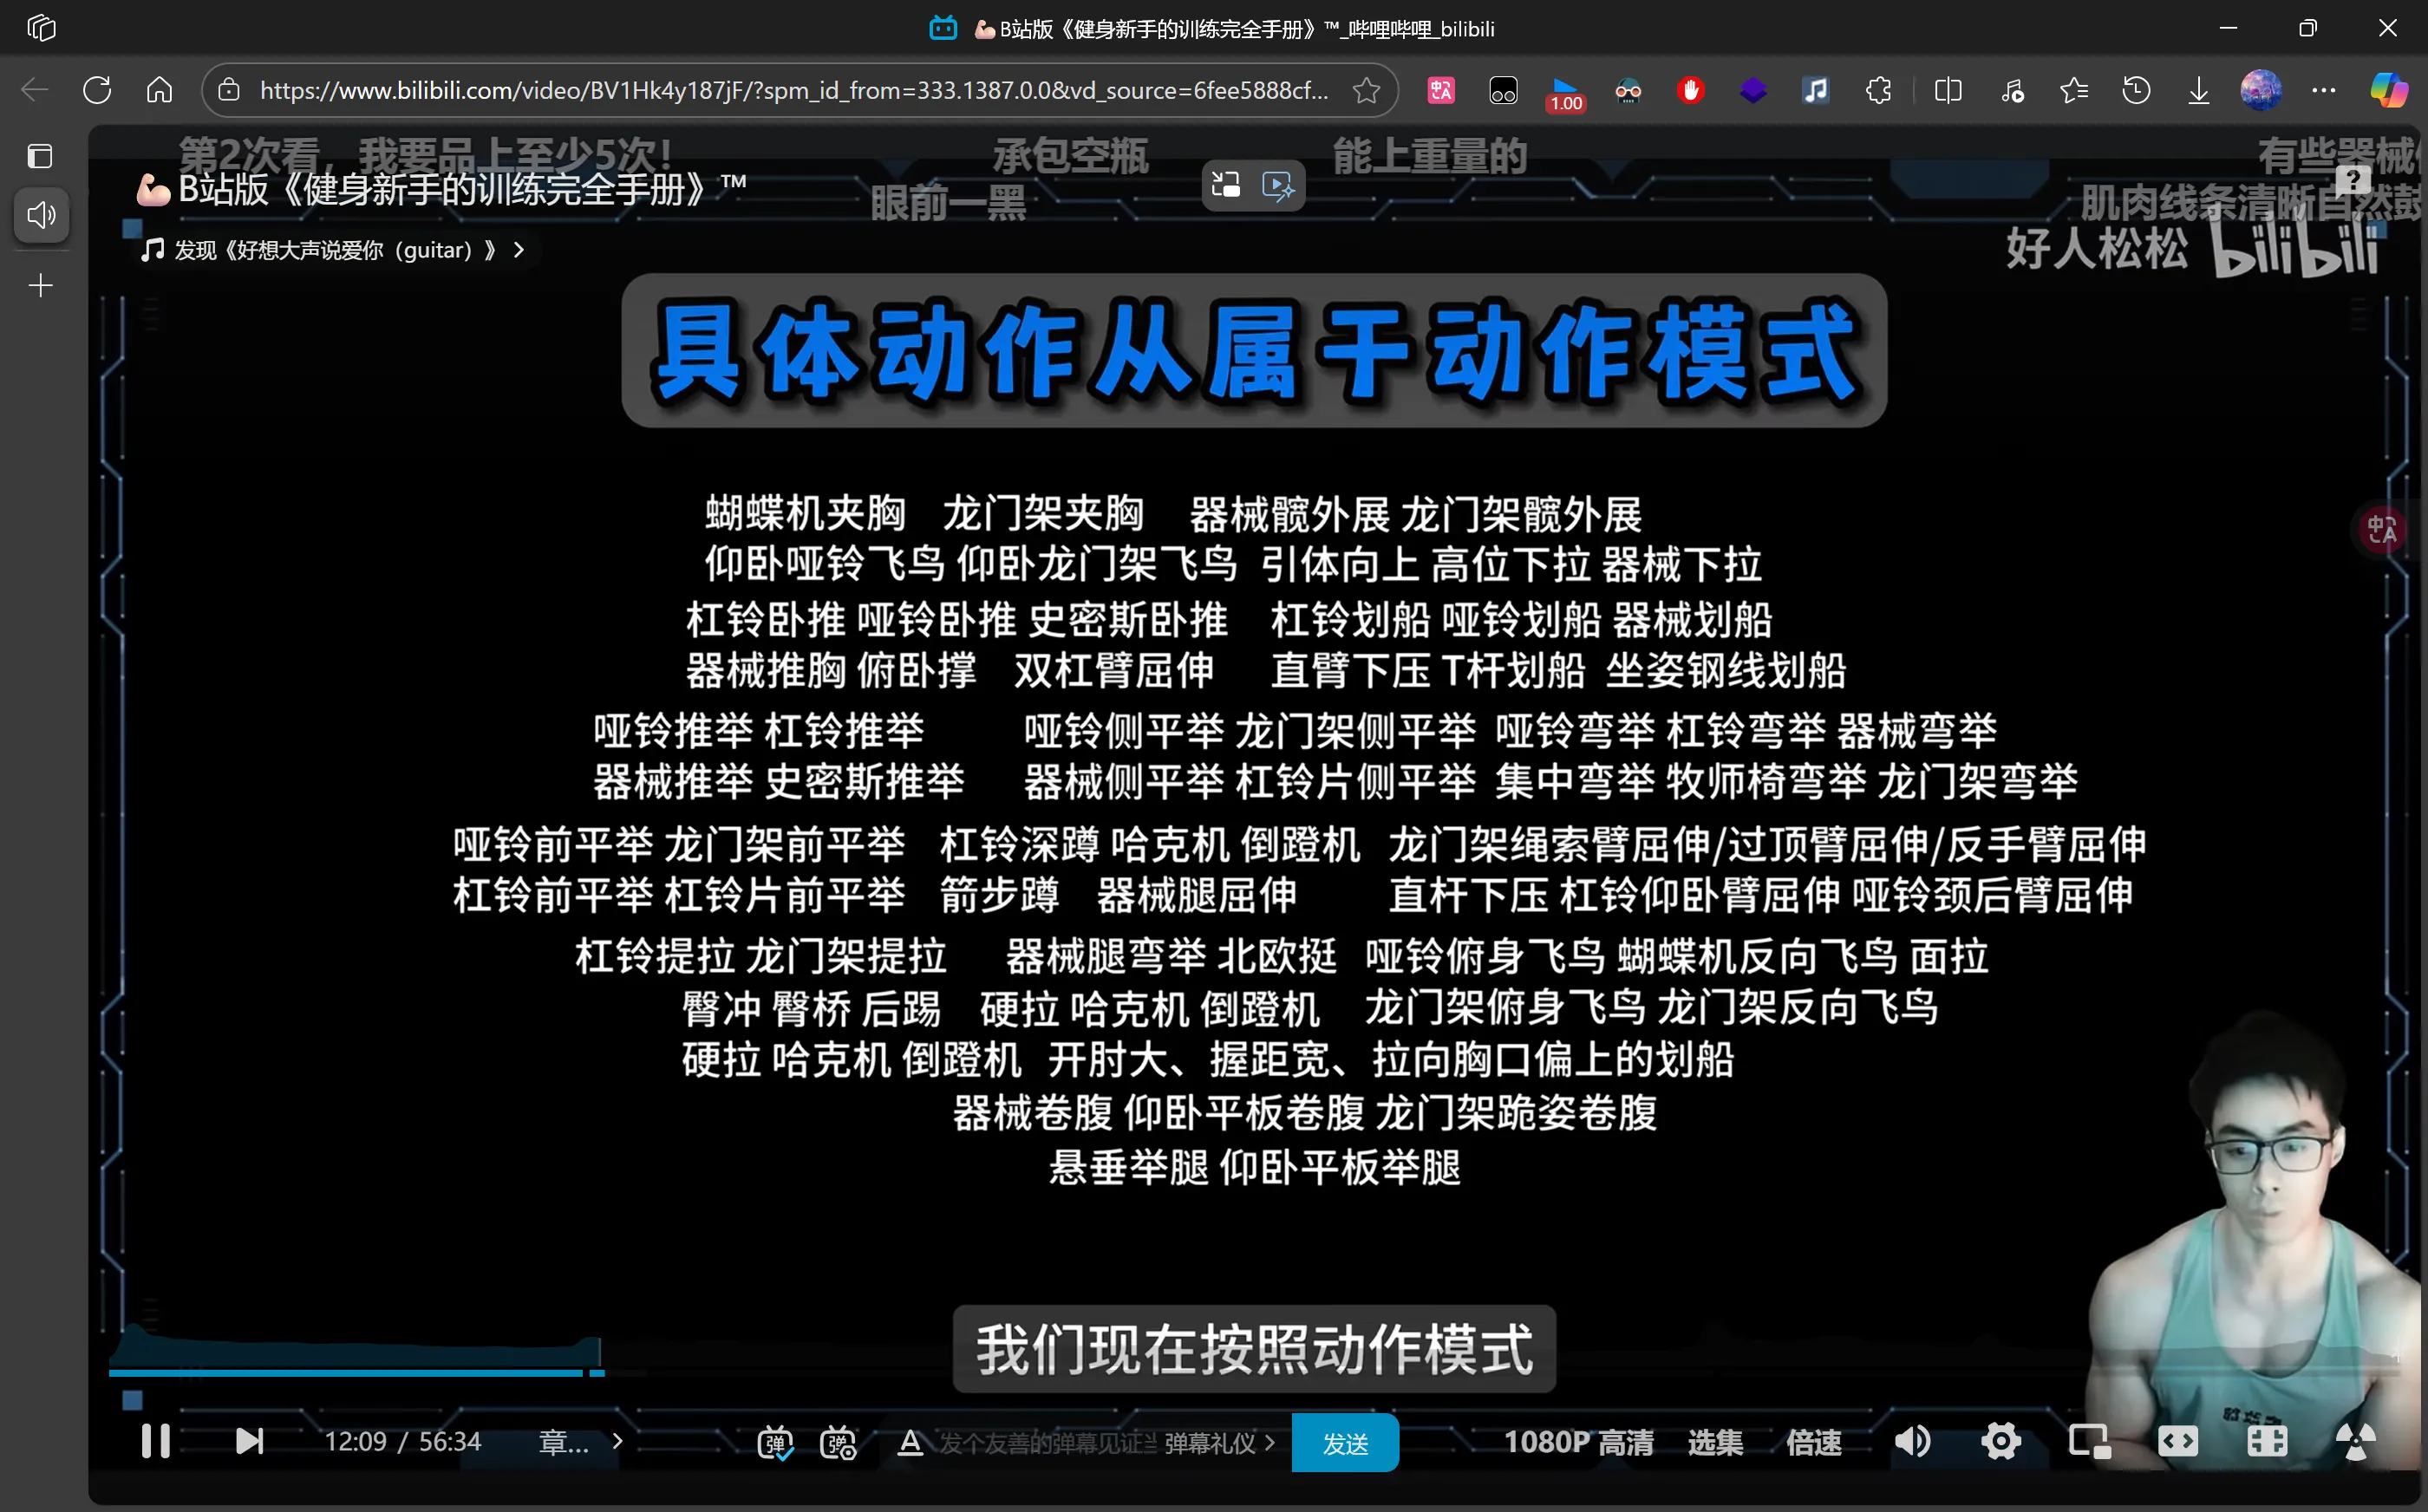 B站版《健身新手的训练完全手册》™_哔哩哔哩_bilibili
https://www.bilibili.com/video/BV1Hk4y187jF/?spm_id_from=333.1387.0.0&vd_source=6fee5888cf...
1.00
第2次看，我要品上至少5次！
承包空瓶
能上重量的
有些器械
B站版《健身新手的训练完全手册》™
眼前一黑
肌肉线条清晰自然鼓
发现《好想大声说爱你（guitar）》 >
好人松松 bilibili
具体动作从属于动作模式
蝴蝶机夹胸 龙门架夹胸 器械髋外展 龙门架髋外展
仰卧哑铃飞鸟 仰卧龙门架飞鸟 引体向上 高位下拉 器械下拉
杠铃卧推 哑铃卧推 史密斯卧推 杠铃划船 哑铃划船 器械划船
器械推胸 俯卧撑 双杠臂屈伸 直臂下压 T杆划船 坐姿钢线划船
哑铃推举 杠铃推举 哑铃侧平举 龙门架侧平举 哑铃弯举 杠铃弯举 器械弯举
器械推举 史密斯推举 器械侧平举 杠铃片侧平举 集中弯举 牧师椅弯举 龙门架弯举
哑铃前平举 龙门架前平举 杠铃深蹲 哈克机 倒蹬机 龙门架绳索臂屈伸/过顶臂屈伸/反手臂屈伸
杠铃前平举 杠铃片前平举 箭步蹲 器械腿屈伸 直杆下压 杠铃仰卧臂屈伸 哑铃颈后臂屈伸
杠铃提拉 龙门架提拉 器械腿弯举 北欧挺 哑铃俯身飞鸟 蝴蝶机反向飞鸟 面拉
臀冲 臀桥 后踢 硬拉 哈克机 倒蹬机 龙门架俯身飞鸟 龙门架反向飞鸟
硬拉 哈克机 倒蹬机 开肘大、握距宽、拉向胸口偏上的划船
器械卷腹 仰卧平板卷腹 龙门架跪姿卷腹
悬垂举腿 仰卧平板举腿
我们现在按照动作模式
12:09 / 56:34 章... > 发个友善的弹幕见证当 弹幕礼仪 > 发送 1080P 高清 选集 倍速